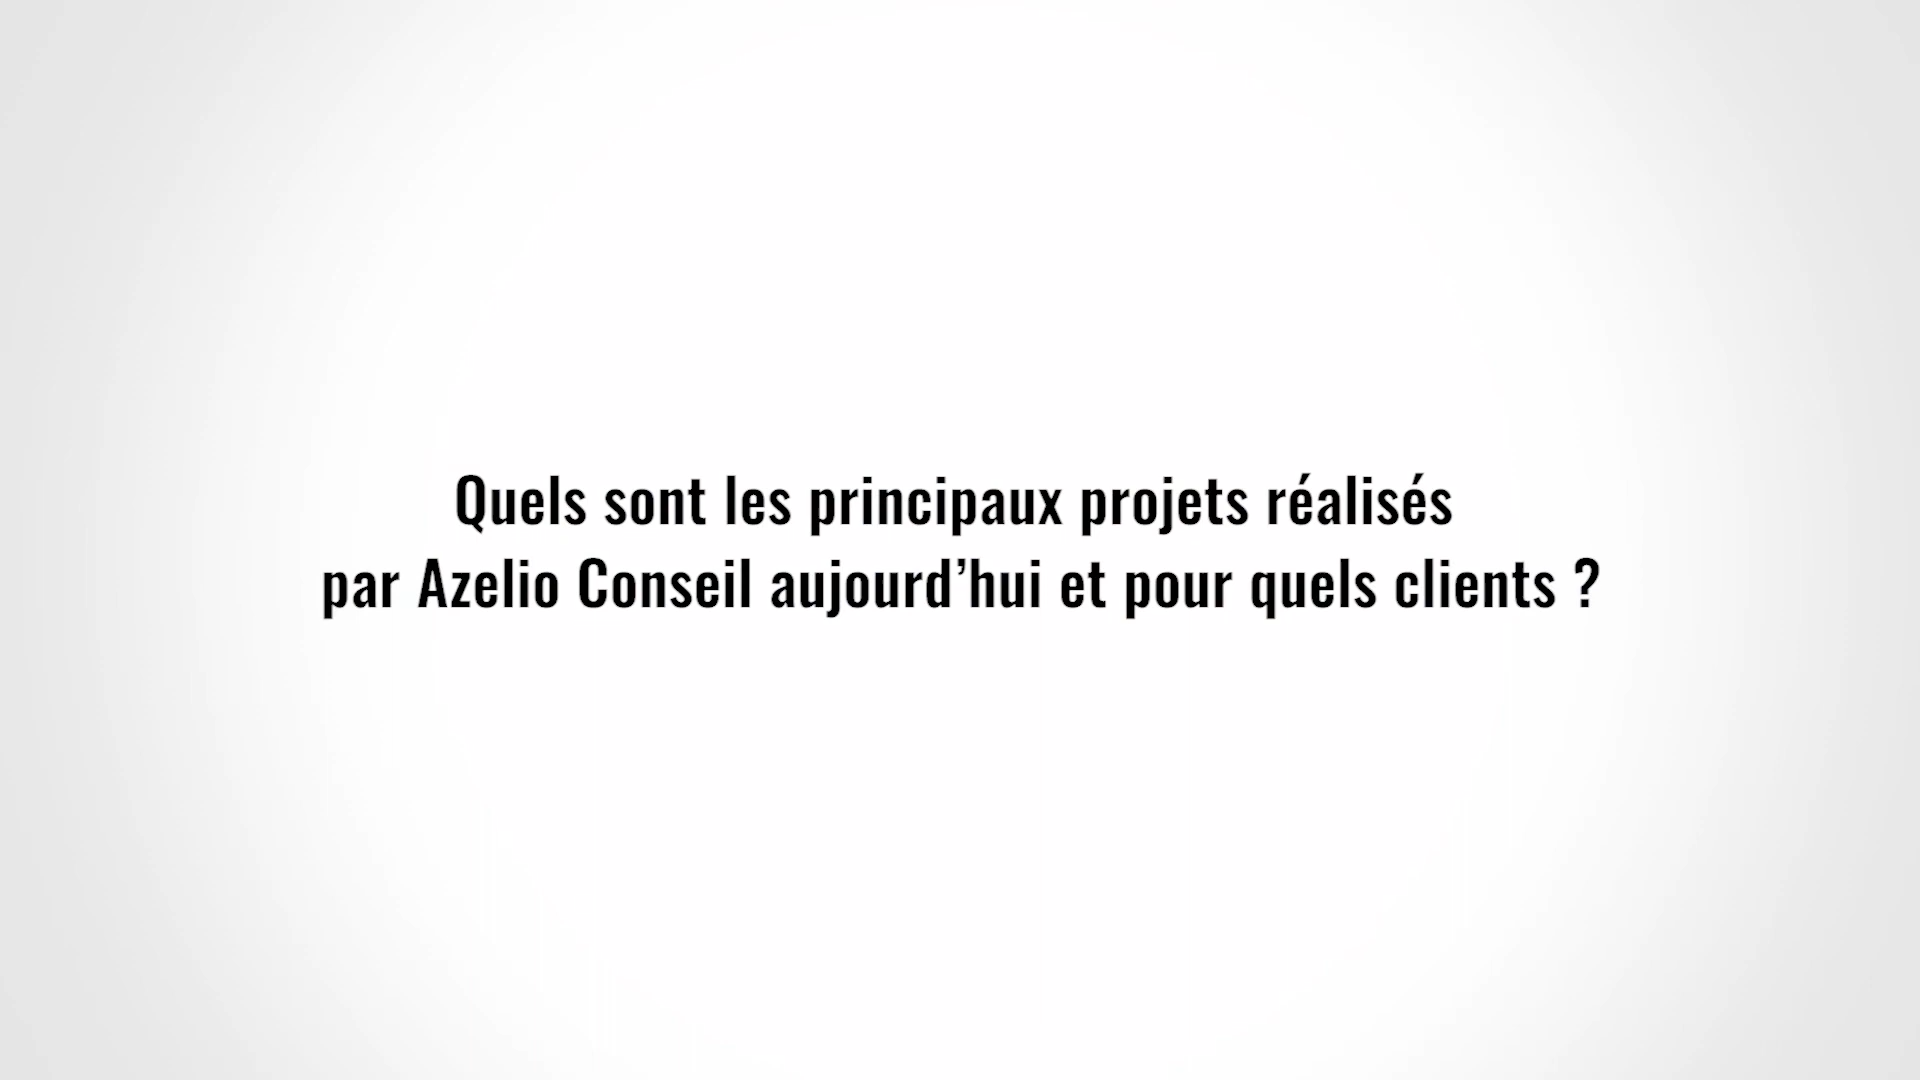 Quels sont les principaux projets réalisés
par Azelio Conseil aujourd’hui et pour quels clients ?